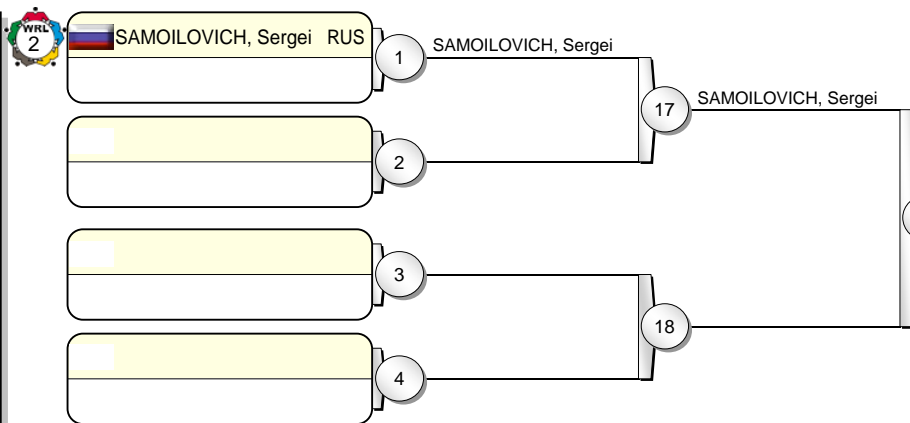 WRL
2
SAMOILOVICH, Sergei RUS
1
SAMOILOVICH, Sergei
17
SAMOILOVICH, Sergei
2
3
18
4